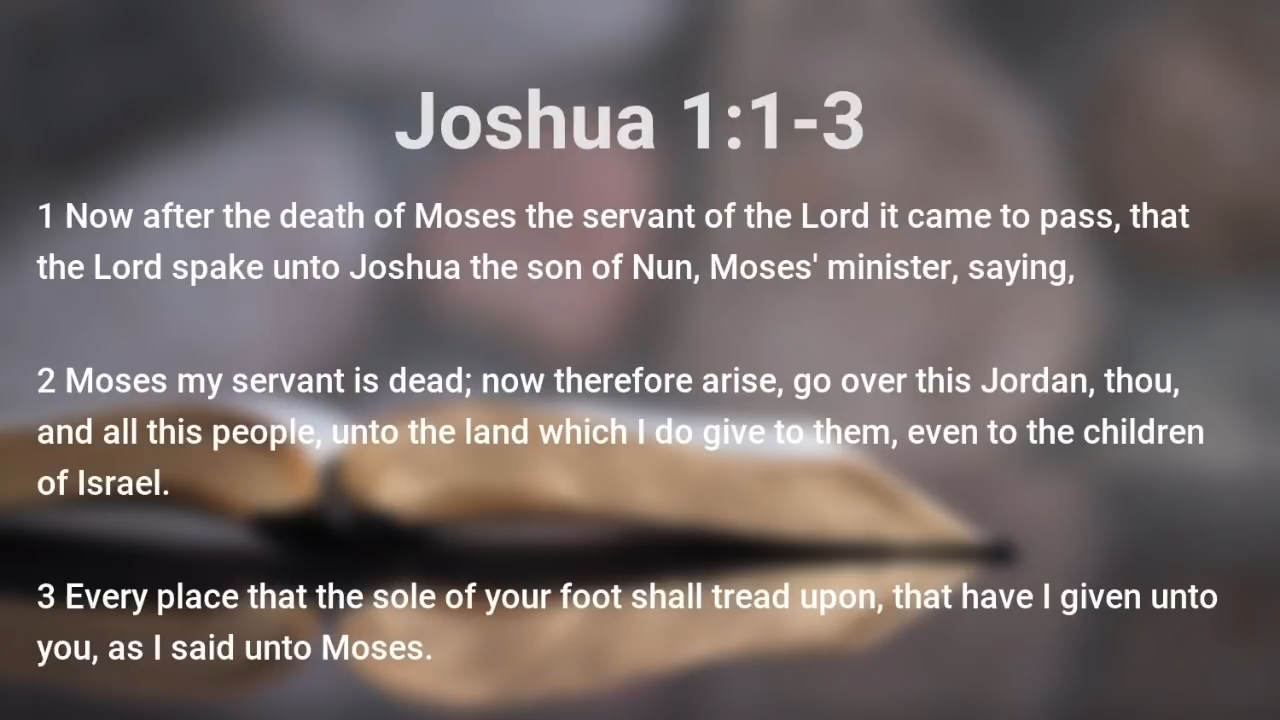 Joshua 1:1-3
1 Now after the death of Moses the servant of the Lord it came to pass, that
the Lord spake unto Joshua the son of Nun, Moses' minister, saying,
2 Moses my servant is dead; now therefore arise, go over this Jordan, thou,
and all this people, unto the land which I do give to them, even to the children
of Israel.
3 Every place that the sole of your foot shall tread upon, that have I given unto
you, as I said unto Moses.